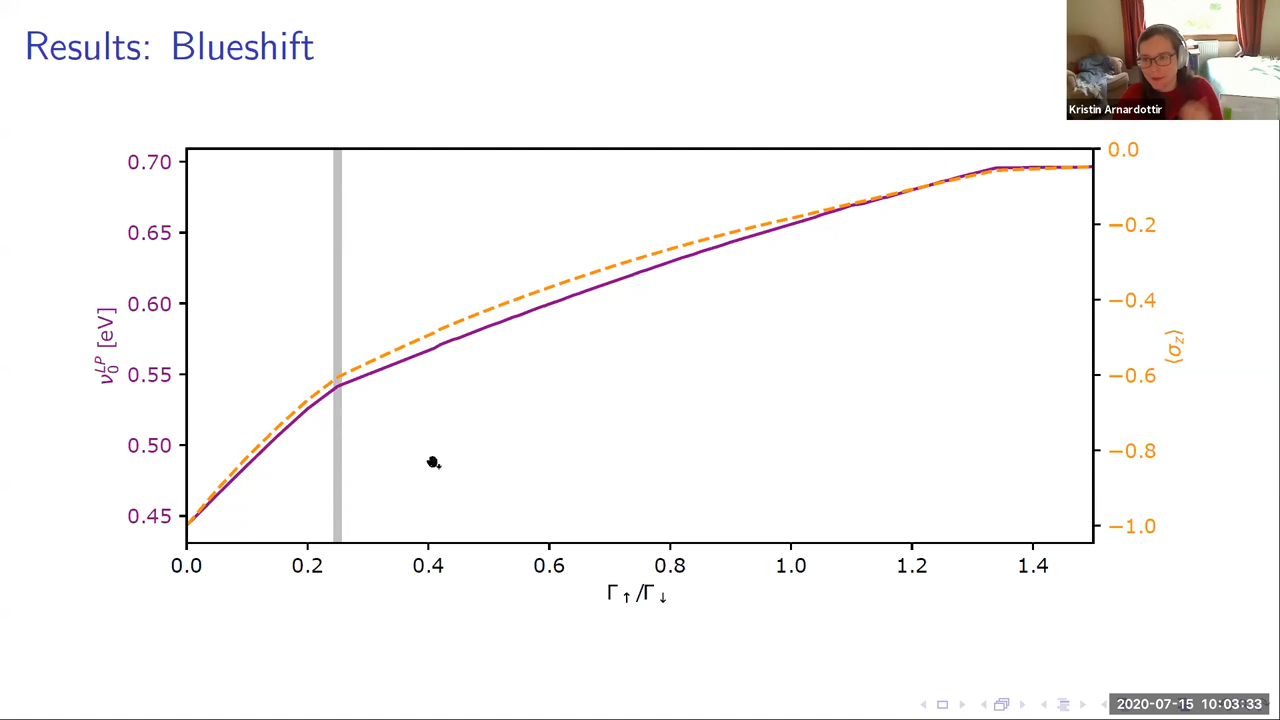 Results: Blueshift
Kristin Arnardottir
0.70
0.65
0.60
0.55
0.50
0.45
ν₀ᴸᴾ [eV]
0.0
−0.2
−0.4
−0.6
−0.8
−1.0
⟨σz⟩
0.0 0.2 0.4 0.6 0.8 1.0 1.2 1.4
Γ↑/Γ↓
2020-07-15 10:03:33